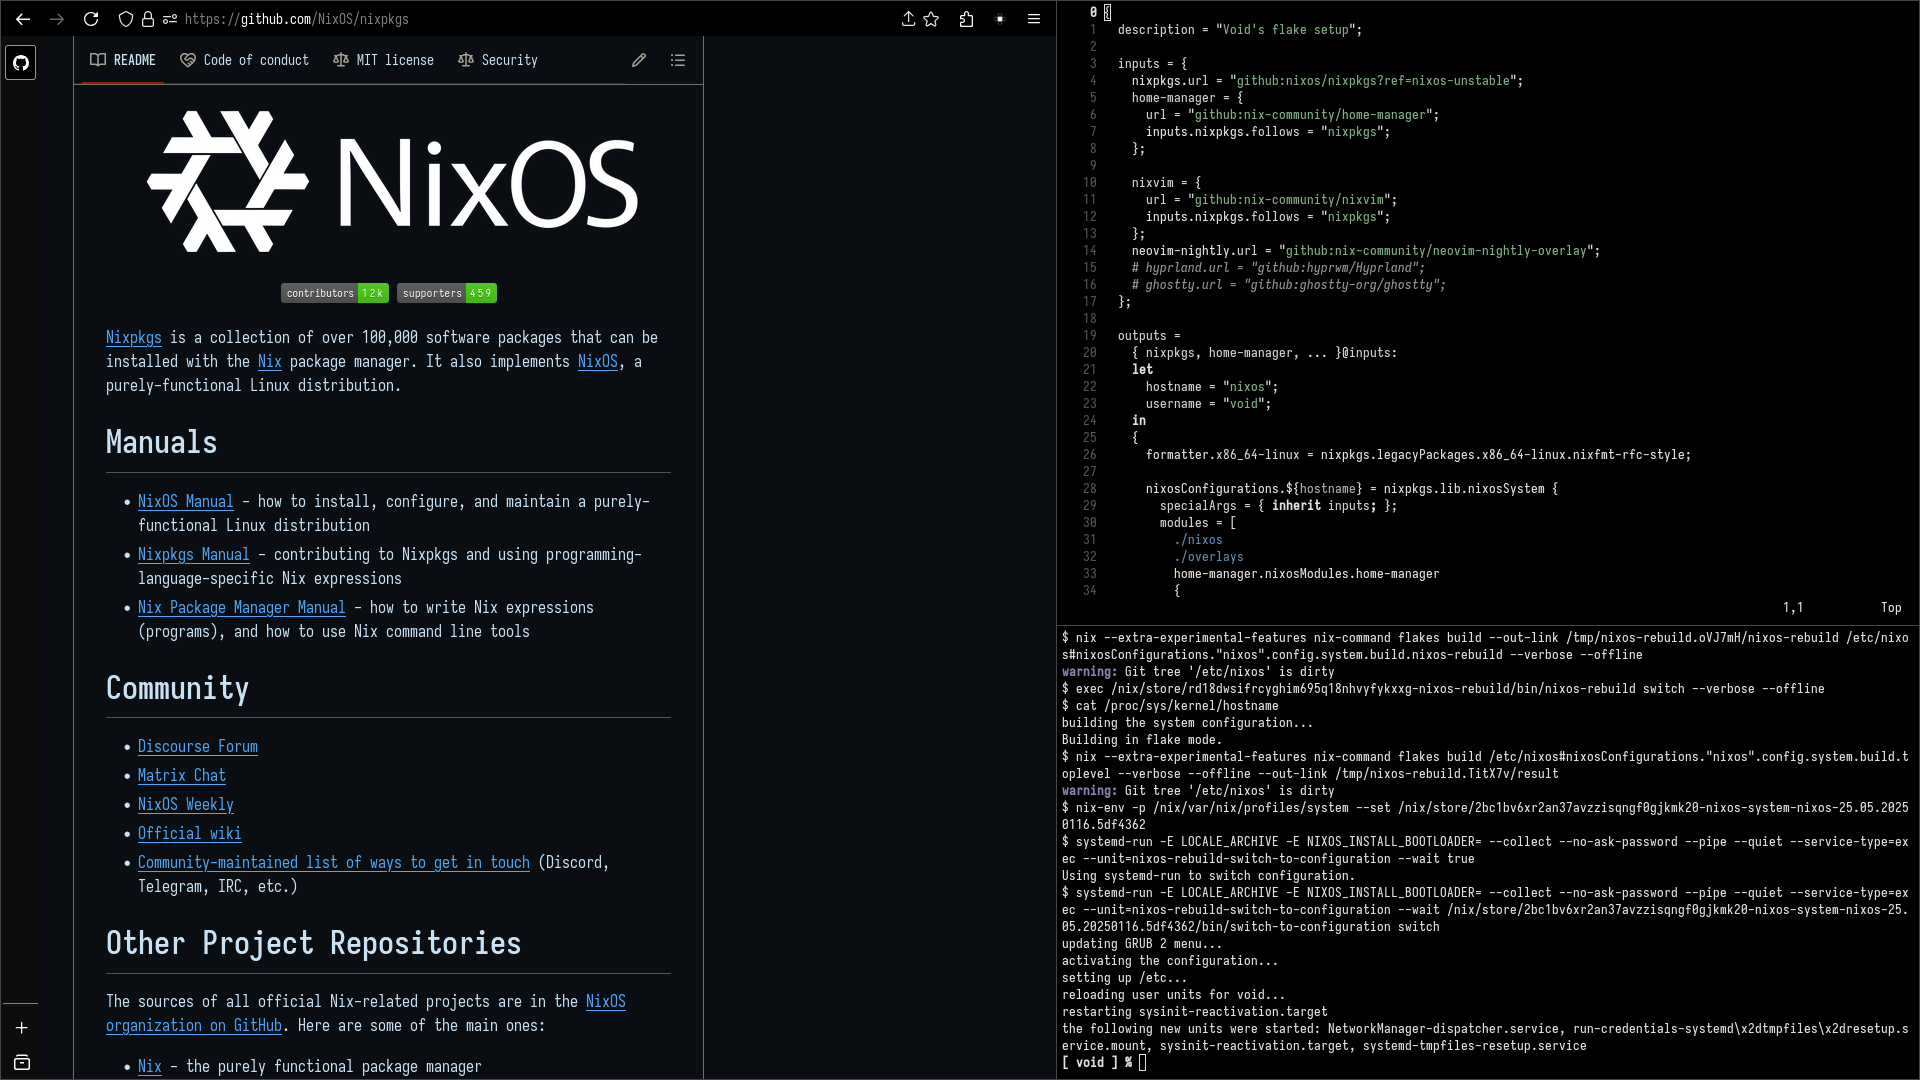 https://github.com/NixOS/nixpkgs
README Code of conduct MIT license Security
NixOS
contributors 12k supporters 459
Nixpkgs is a collection of over 100,000 software packages that can be
installed with the Nix package manager. It also implements NixOS, a
purely-functional Linux distribution.
Manuals
• NixOS Manual - how to install, configure, and maintain a purely-
functional Linux distribution
• Nixpkgs Manual - contributing to Nixpkgs and using programming-
language-specific Nix expressions
• Nix Package Manager Manual - how to write Nix expressions
(programs), and how to use Nix command line tools
Community
• Discourse Forum
• Matrix Chat
• NixOS Weekly
• Official wiki
• Community-maintained list of ways to get in touch (Discord,
Telegram, IRC, etc.)
Other Project Repositories
The sources of all official Nix-related projects are in the NixOS
organization on GitHub. Here are some of the main ones:
• Nix - the purely functional package manager
0 {
1 description = "Void's flake setup";
2
3 inputs = {
4 nixpkgs.url = "github:nixos/nixpkgs?ref=nixos-unstable";
5 home-manager = {
6 url = "github:nix-community/home-manager";
7 inputs.nixpkgs.follows = "nixpkgs";
8 };
9
10 nixvim = {
11 url = "github:nix-community/nixvim";
12 inputs.nixpkgs.follows = "nixpkgs";
13 };
14 neovim-nightly.url = "github:nix-community/neovim-nightly-overlay";
15 # hyprland.url = "github:hyprwm/Hyprland";
16 # ghostty.url = "github:ghostty-org/ghostty";
17 };
18
19 outputs =
20 { nixpkgs, home-manager, ... }@inputs:
21 let
22 hostname = "nixos";
23 username = "void";
24 in
25 {
26 formatter.x86_64-linux = nixpkgs.legacyPackages.x86_64-linux.nixfmt-rfc-style;
27
28 nixosConfigurations.${hostname} = nixpkgs.lib.nixosSystem {
29 specialArgs = { inherit inputs; };
30 modules = [
31 ./nixos
32 ./overlays
33 home-manager.nixosModules.home-manager
34 {
1,1 Top
$ nix --extra-experimental-features nix-command flakes build --out-link /tmp/nixos-rebuild.oVJ7mH/nixos-rebuild /etc/nixo
s#nixosConfigurations."nixos".config.system.build.nixos-rebuild --verbose --offline
warning: Git tree '/etc/nixos' is dirty
$ exec /nix/store/rd18dwsifrcyghim695q18nhvyfykxxg-nixos-rebuild/bin/nixos-rebuild switch --verbose --offline
$ cat /proc/sys/kernel/hostname
building the system configuration...
Building in flake mode.
$ nix --extra-experimental-features nix-command flakes build /etc/nixos#nixosConfigurations."nixos".config.system.build.t
oplevel --verbose --offline --out-link /tmp/nixos-rebuild.TitX7v/result
warning: Git tree '/etc/nixos' is dirty
$ nix-env -p /nix/var/nix/profiles/system --set /nix/store/2bc1bv6xr2an37avzzisqngf0gjkmk20-nixos-system-nixos-25.05.2025
0116.5df4362
$ systemd-run -E LOCALE_ARCHIVE -E NIXOS_INSTALL_BOOTLOADER= --collect --no-ask-password --pipe --quiet --service-type=ex
ec --unit=nixos-rebuild-switch-to-configuration --wait true
Using systemd-run to switch configuration.
$ systemd-run -E LOCALE_ARCHIVE -E NIXOS_INSTALL_BOOTLOADER= --collect --no-ask-password --pipe --quiet --service-type=ex
ec --unit=nixos-rebuild-switch-to-configuration --wait /nix/store/2bc1bv6xr2an37avzzisqngf0gjkmk20-nixos-system-nixos-25.
05.20250116.5df4362/bin/switch-to-configuration switch
updating GRUB 2 menu...
activating the configuration...
setting up /etc...
reloading user units for void...
restarting sysinit-reactivation.target
the following new units were started: NetworkManager-dispatcher.service, run-credentials-systemd\x2dtmpfiles\x2dresetup.s
ervice.mount, sysinit-reactivation.target, systemd-tmpfiles-resetup.service
[ void ] %